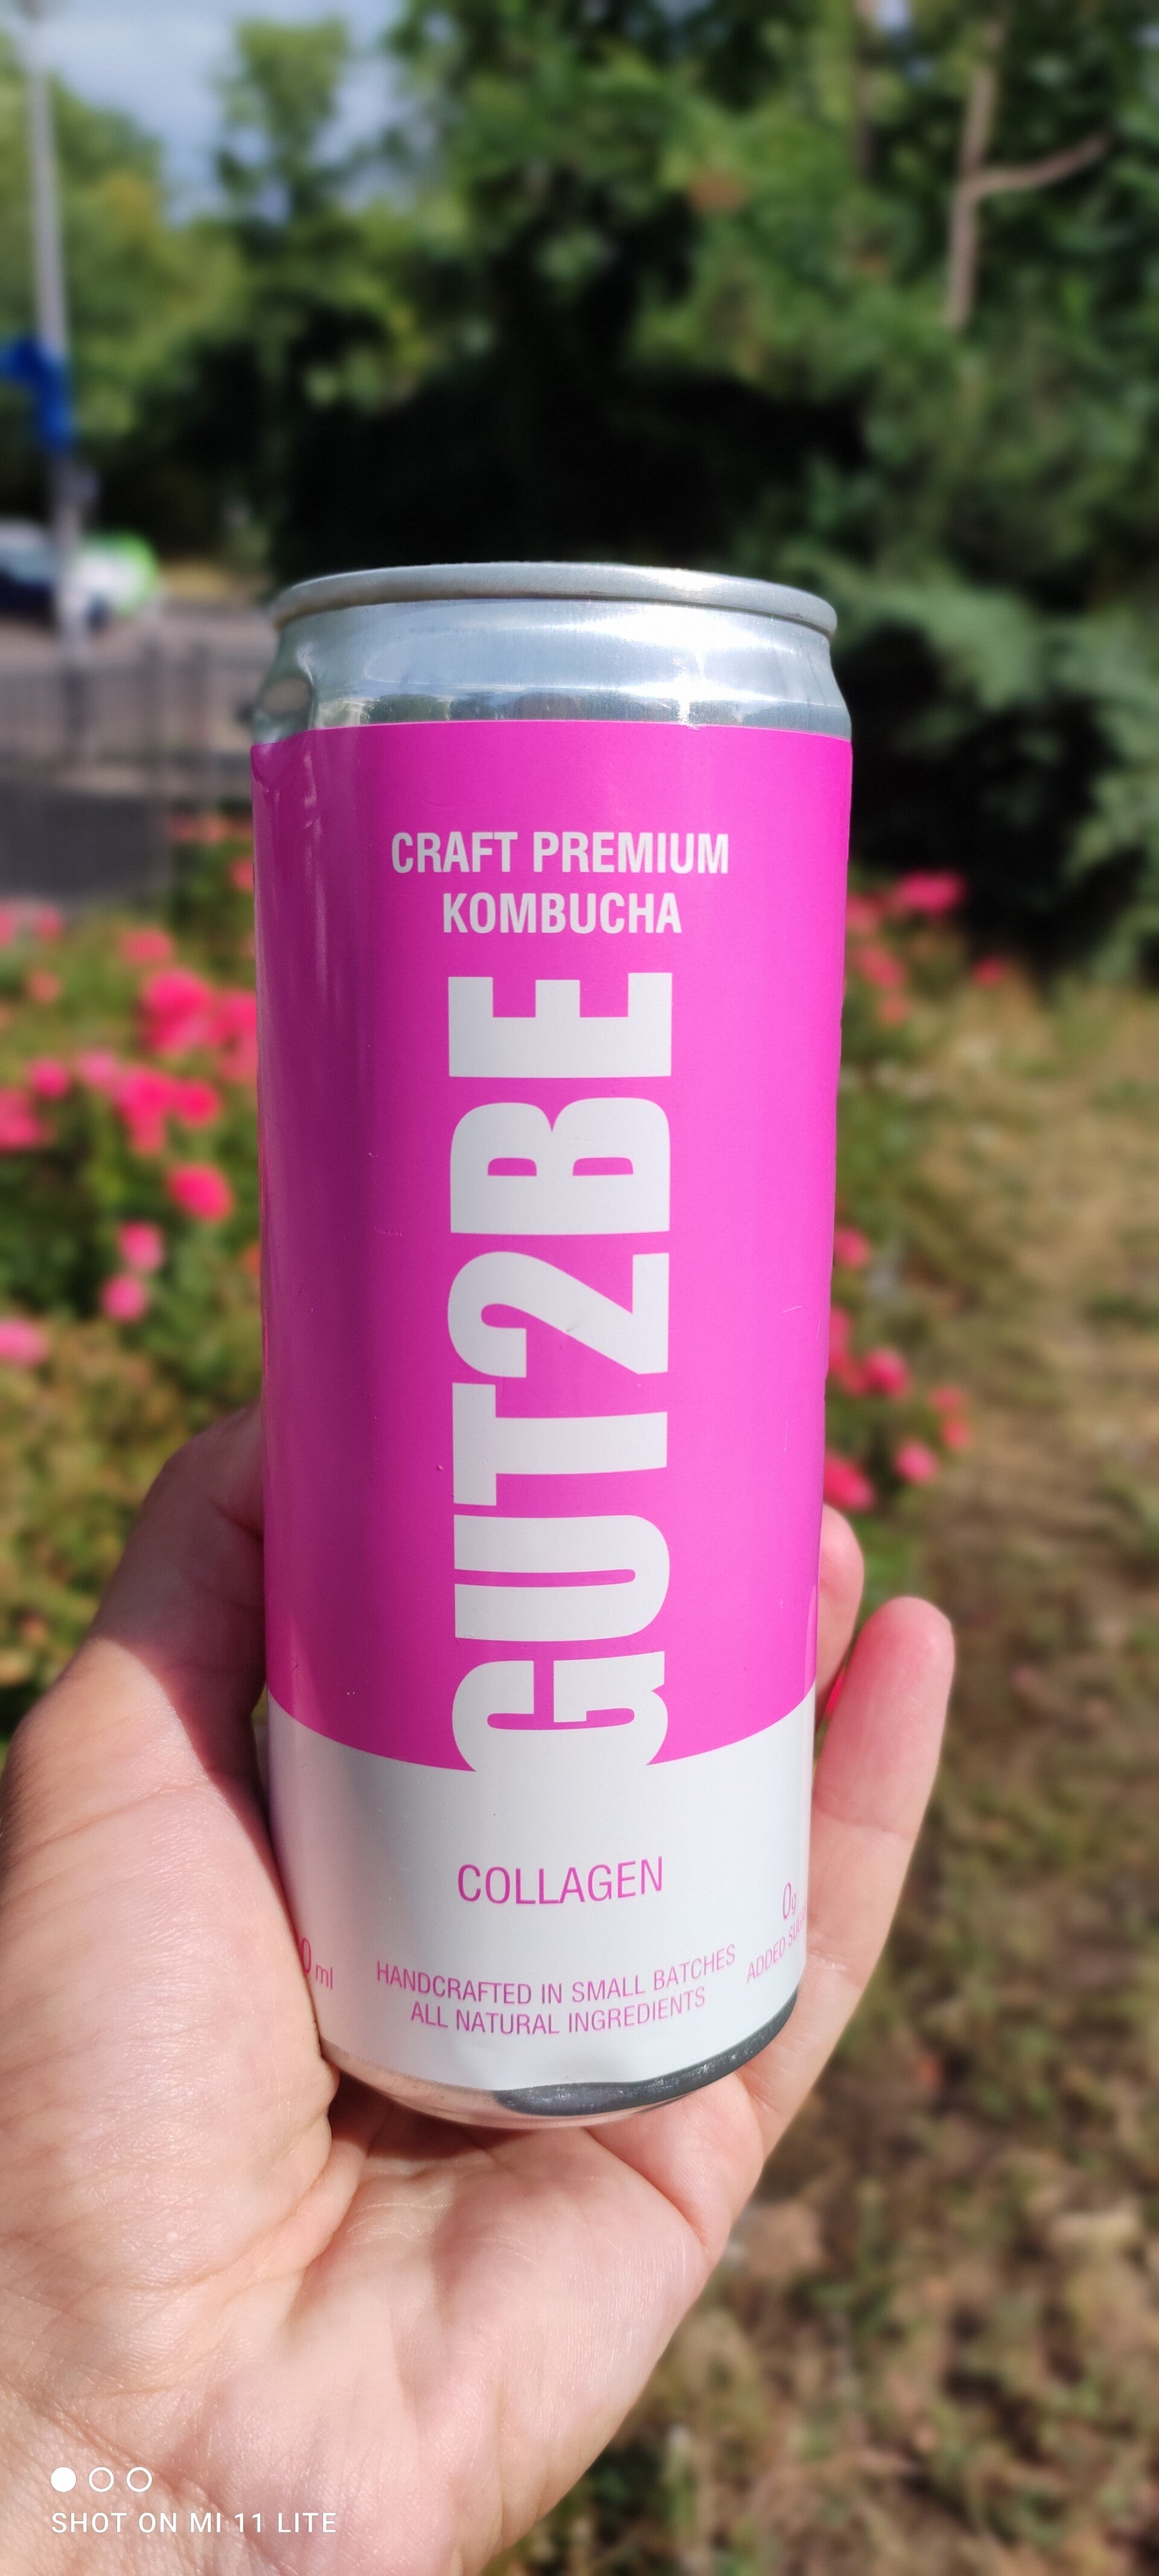 CRAFT PREMIUM
KOMBUCHA
GUT2BE
COLLAGEN
0g
ADDED
ml
HANDCRAFTED IN SMALL BATCHES
ALL NATURAL INGREDIENTS
SHOT ON MI 11 LITE